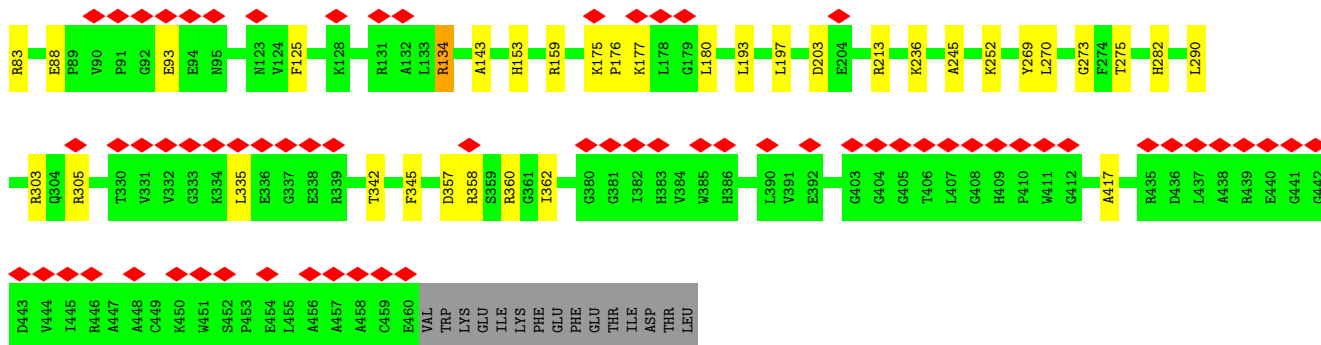 R83 E88 P89 V90 P91 G92 E93 E94 N95 N123 V124 F125 K128 R131 A132 L133 R134 A143 H153 R159 K175 P176 K177 L178 G179 L180 L193 L197 D203 E204 R213 K236 A245 K252 Y269 L270 G273 F274 T275 H282 L290
R303 Q304 R305 T330 V331 V332 G333 K334 L335 E336 G337 E338 R339 T342 F345 D357 R358 S359 R360 G361 I362 G380 G381 I382 H383 V384 W385 H386 L390 V391 E392 G403 G404 G405 T406 L407 G408 H409 P410 W411 G412 A417 R435 D436 L437 A438 R439 E440 G441 G442
D443 V444 I445 R446 A447 A448 C449 K450 W451 S452 P453 E454 L455 A456 A457 A458 C459 E460 VAL TRP LYS GLU ILE LYS PHE GLU PHE GLU THR ILE ASP THR LEU